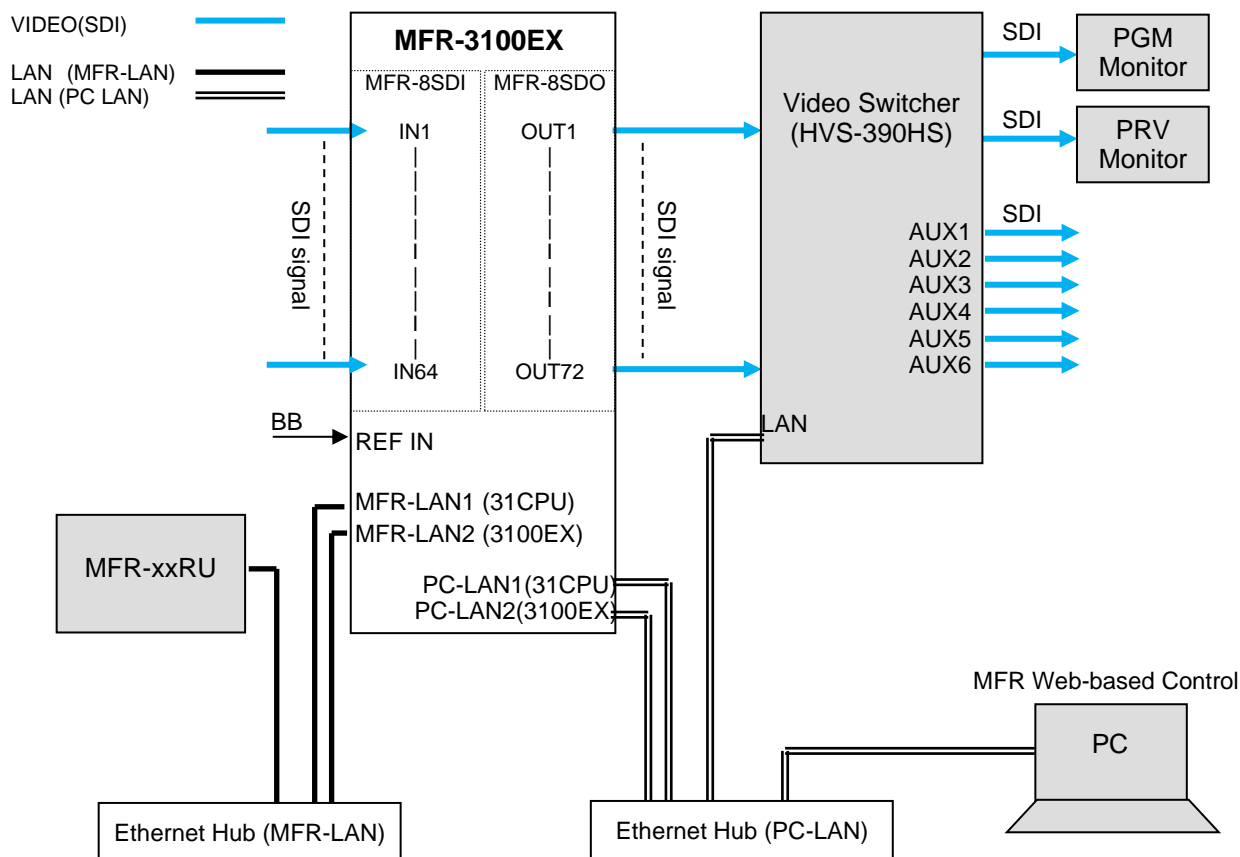 VIDEO(SDI)
LAN (MFR-LAN)
LAN (PC LAN)
MFR-3100EX
MFR-8SDI
MFR-8SDO
IN1
OUT1
SDI signal
SDI signal
IN64
OUT72
BB
REF IN
MFR-LAN1 (31CPU)
MFR-LAN2 (3100EX)
PC-LAN1(31CPU)
PC-LAN2(3100EX)
Video Switcher
(HVS-390HS)
SDI
PGM
Monitor
SDI
PRV
Monitor
SDI
AUX1
AUX2
AUX3
AUX4
AUX5
AUX6
LAN
MFR-xxRU
MFR Web-based Control
PC
Ethernet Hub (MFR-LAN)
Ethernet Hub (PC-LAN)